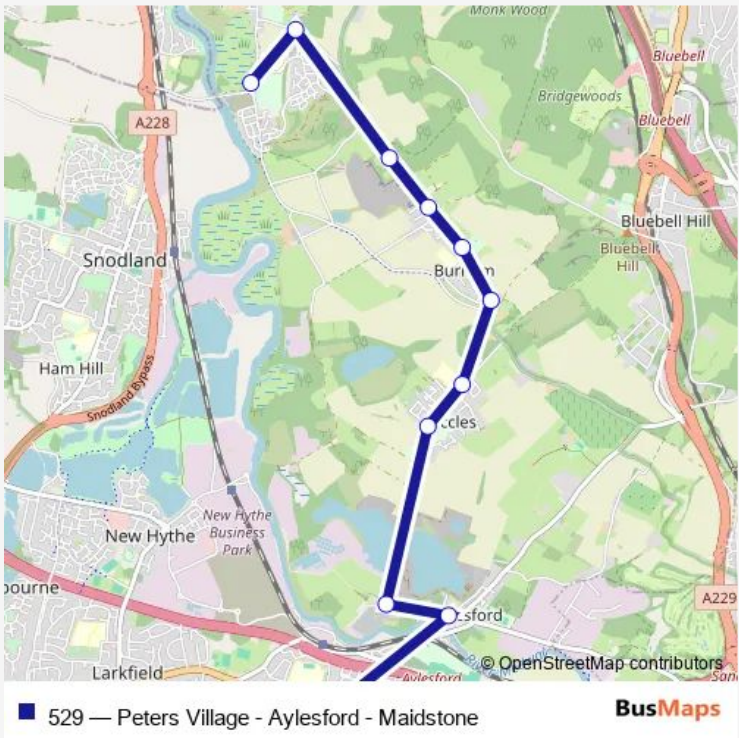 Monk Wood
Bluebell
Bridgewoods
A228
Bluebell
Bluebell Hill
Snodland
Bluebell
Hill
Ham Hill
Snodland Bypass
New Hythe
New Hythe
Business
Park
A229
Larkfield
Aylesford
© OpenStreetMap contributors
529 — Peters Village - Aylesford - Maidstone
BusMaps